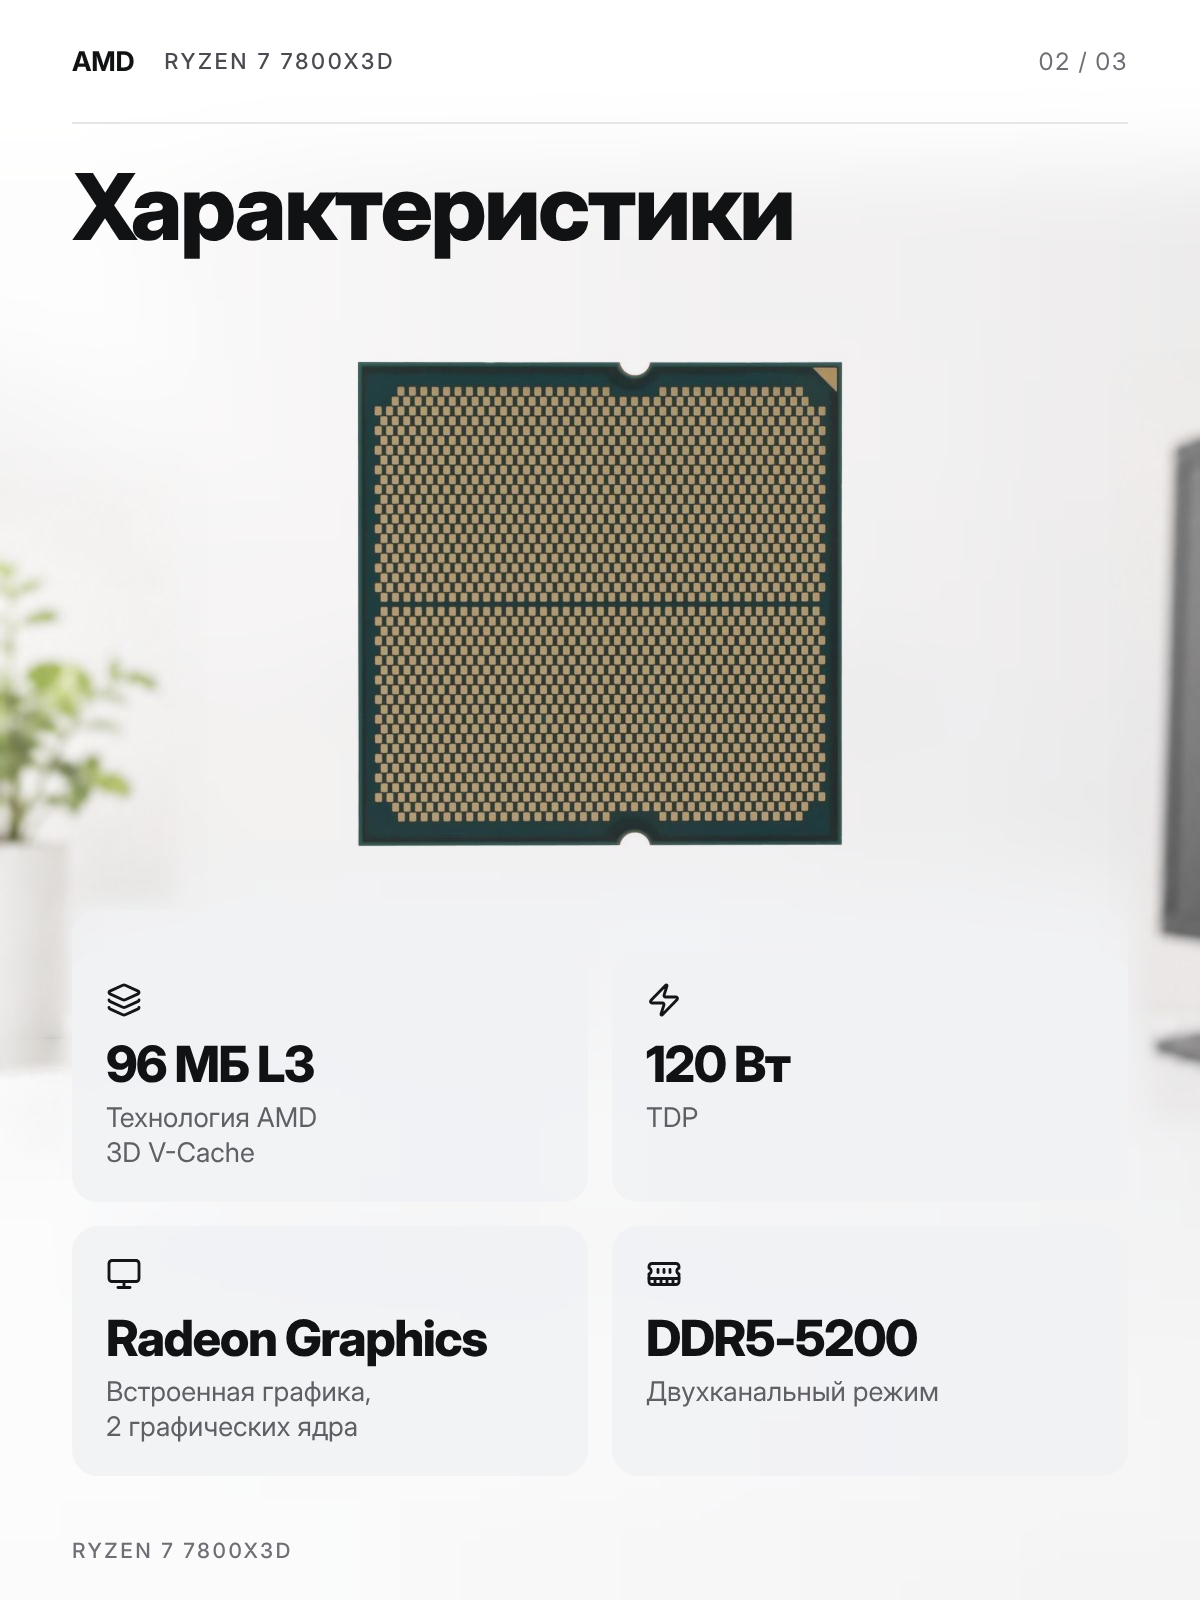 AMD RYZEN 7 7800X3D 02 / 03
Характеристики
96 МБ L3
Технология AMD
3D V-Cache
120 Вт
TDP
Radeon Graphics
Встроенная графика,
2 графических ядра
DDR5-5200
Двухканальный режим
RYZEN 7 7800X3D